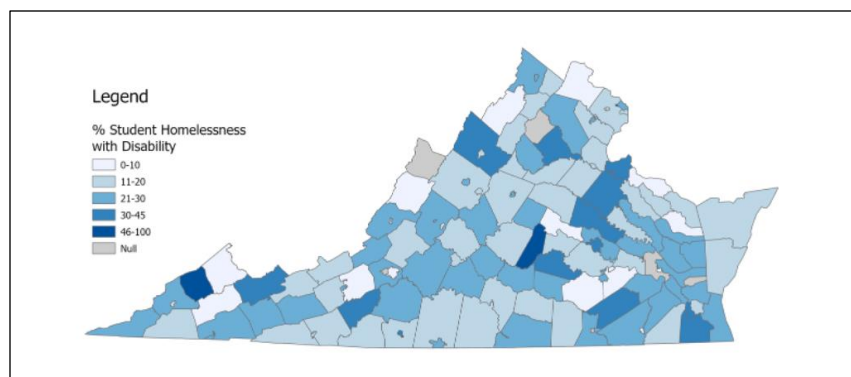 Legend
% Student Homelessness
with Disability
0-10
11-20
21-30
30-45
46-100
Null